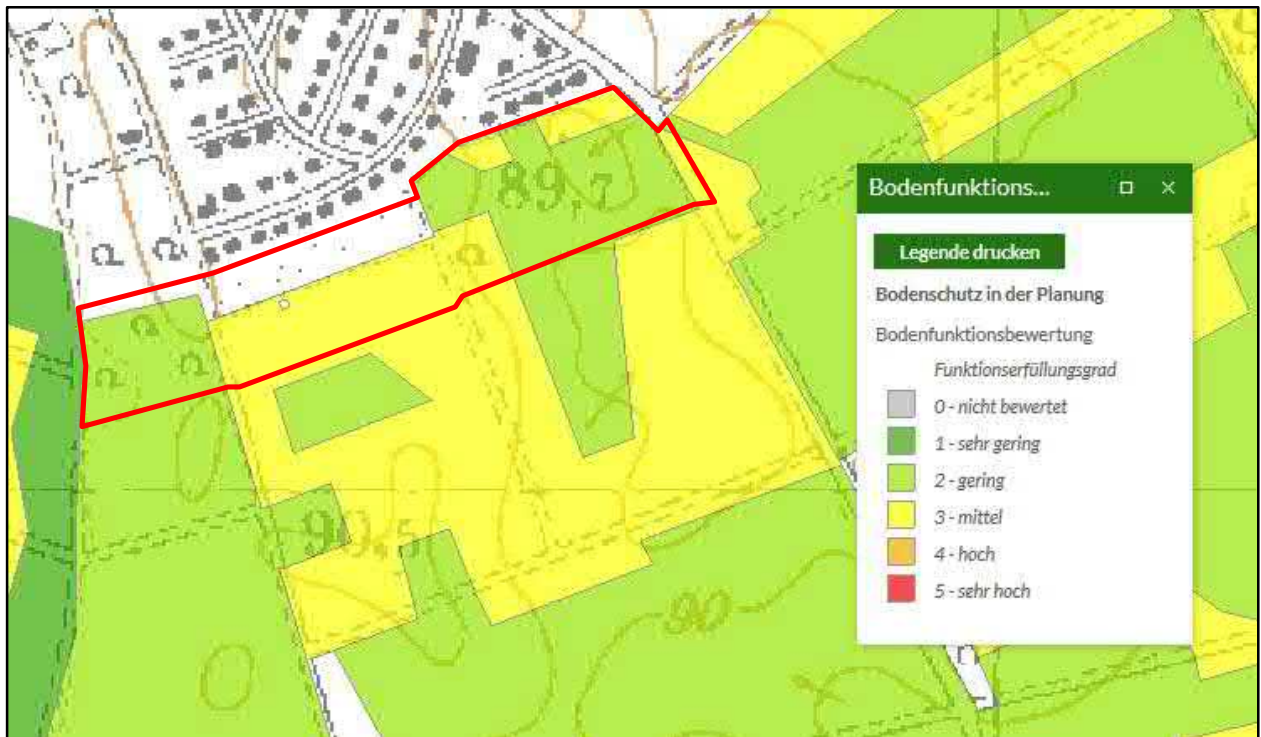 89,7
90,5
90
Bodenfunktions...
Legende drucken
Bodenschutz in der Planung
Bodenfunktionsbewertung
Funktionserfüllungsgrad
0 - nicht bewertet
1 - sehr gering
2 - gering
3 - mittel
4 - hoch
5 - sehr hoch